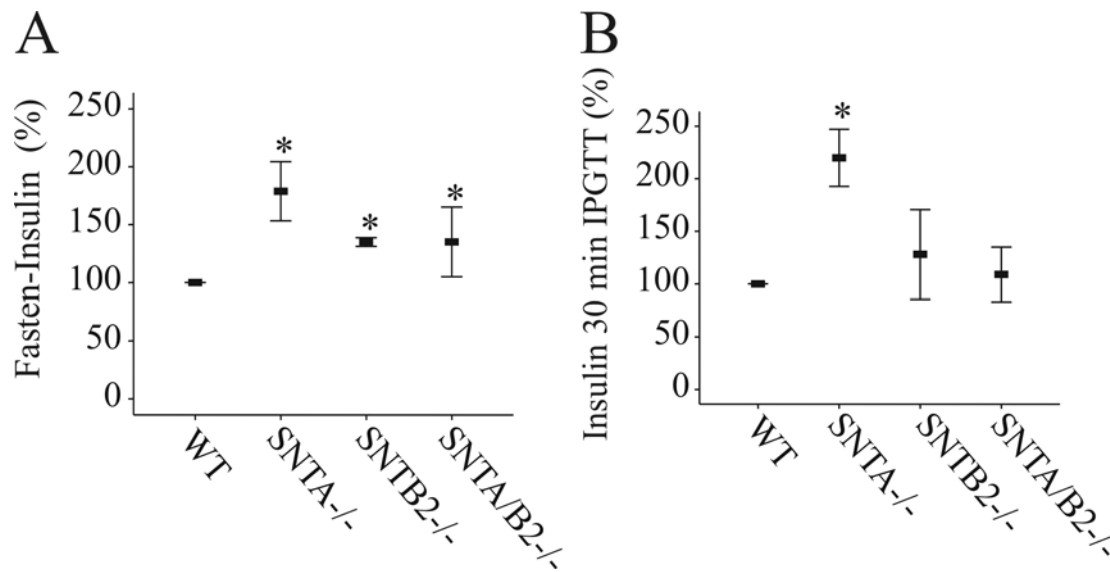 A
Fasten-Insulin (%)
250
200
150
100
50
0
*
*
*
WT
SNTA-/-
SNTB2-/-
SNTA/B2-/-
B
Insulin 30 min IPGTT (%)
250
200
150
100
50
0
*
WT
SNTA-/-
SNTB2-/-
SNTA/B2-/-